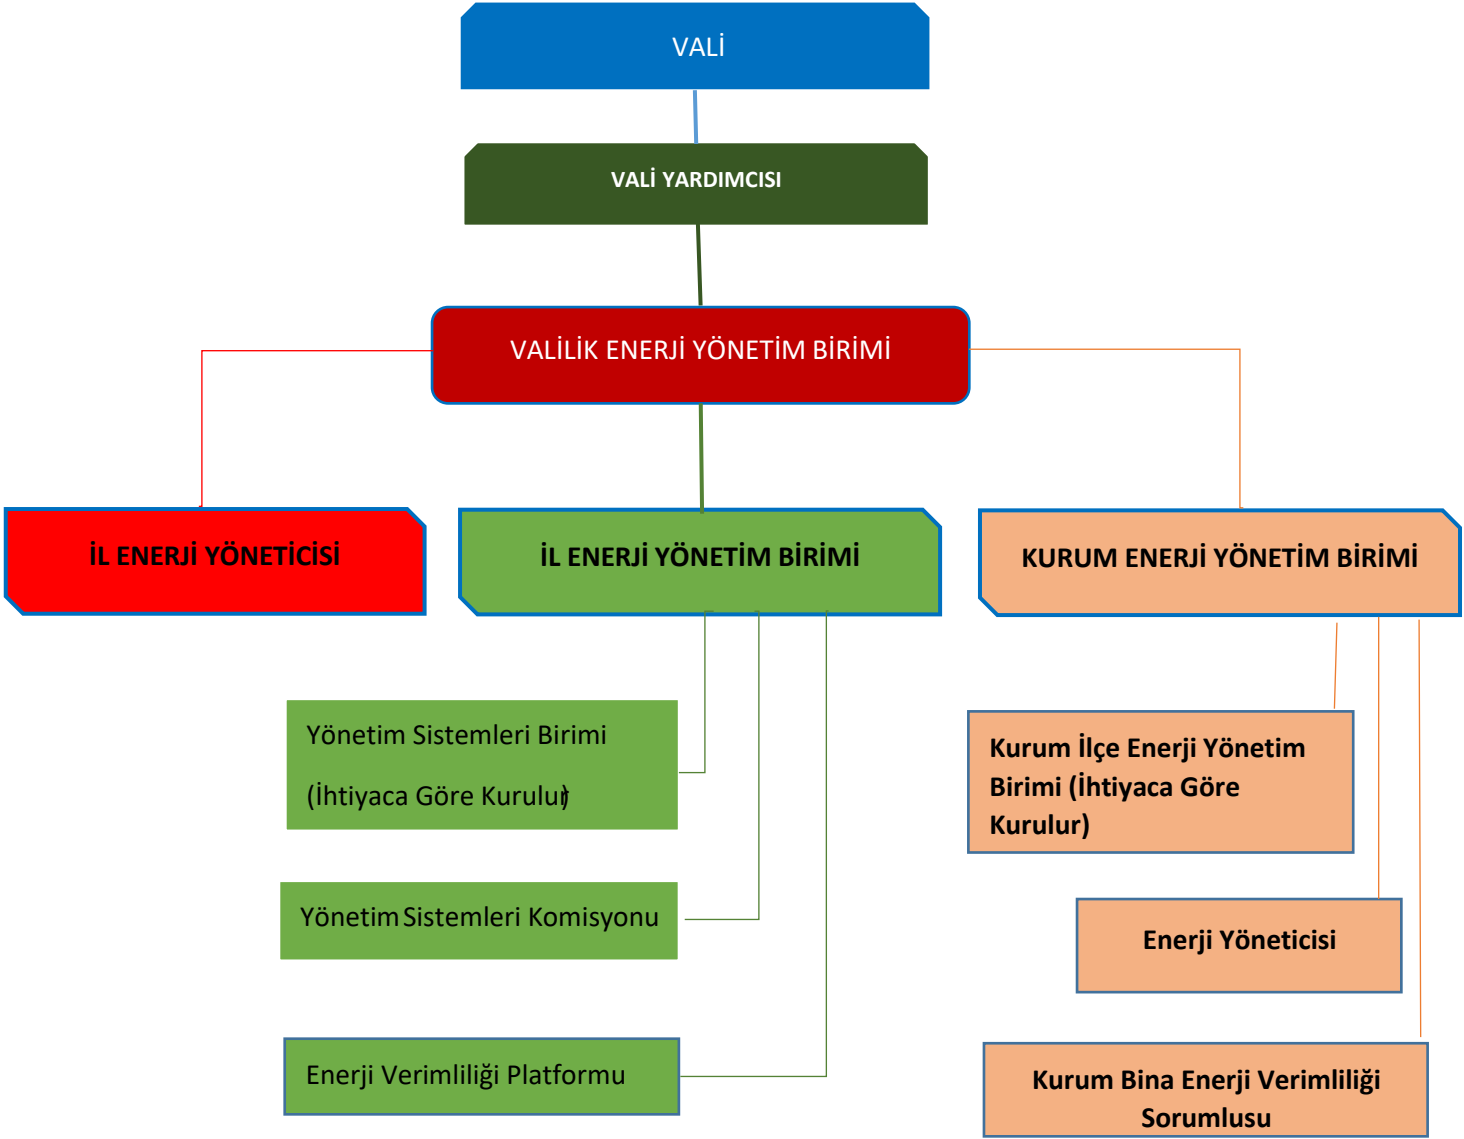 VALİ
VALİ YARDIMCISI
VALİLİK ENERJİ YÖNETİM BİRİMİ
İL ENERJİ YÖNETİCİSİ
İL ENERJİ YÖNETİM BİRİMİ
KURUM ENERJİ YÖNETİM BİRİMİ
Yönetim Sistemleri Birimi
(İhtiyaca Göre Kurulur)
Kurum İlçe Enerji Yönetim
Birimi (İhtiyaca Göre
Kurulur)
Yönetim Sistemleri Komisyonu
Enerji Yöneticisi
Enerji Verimliliği Platformu
Kurum Bina Enerji Verimliliği
Sorumlusu